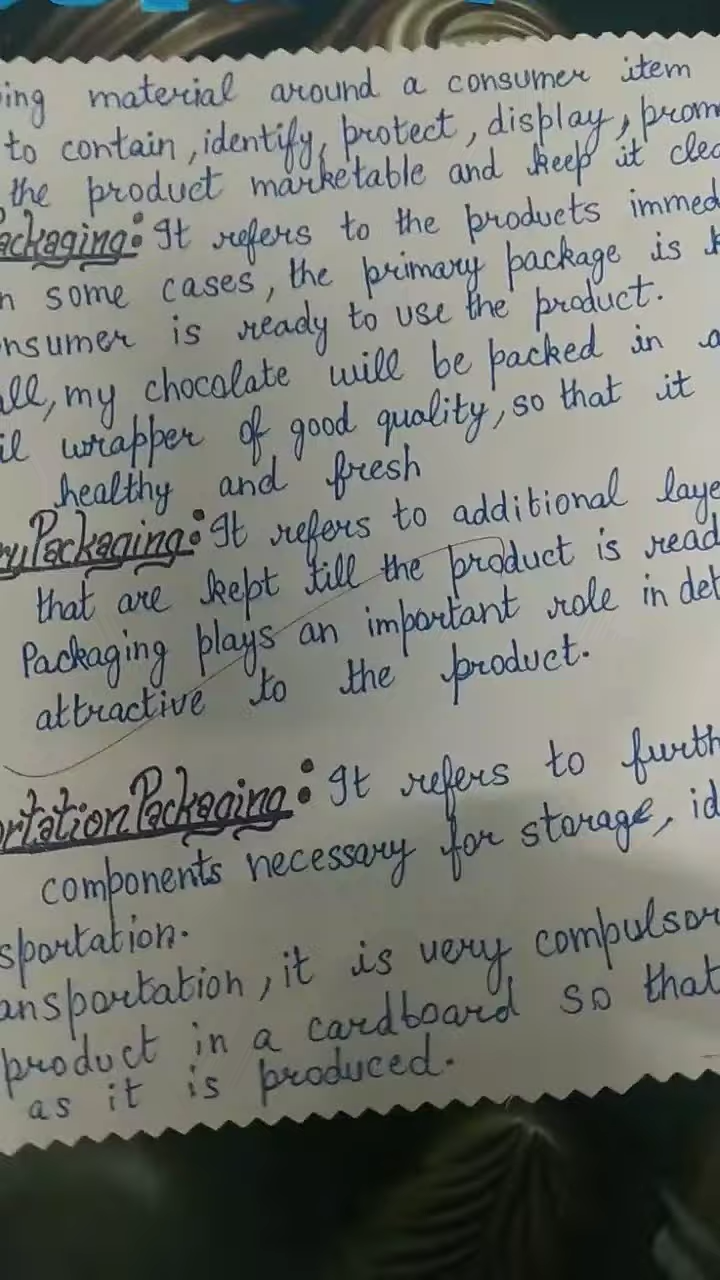 ing material around a consumer item
to contain, identify, protect, display, prom
the product marketable and keep it clea
ackaging: It refers to the products immed
n some cases, the primary package is k
nsumer is ready to use the product.
all, my chocolate will be packed in a
il wrapper of good quality, so that it
healthy and fresh
ry Packaging: It refers to additional laye
that are kept till the product is read
Packaging plays an important role in det
attractive to the product.
ortation Packaging: It refers to furth
components necessary for storage, id
sportation.
ansportation, it is very compulsor
product in a cardboard so that
as it is produced.